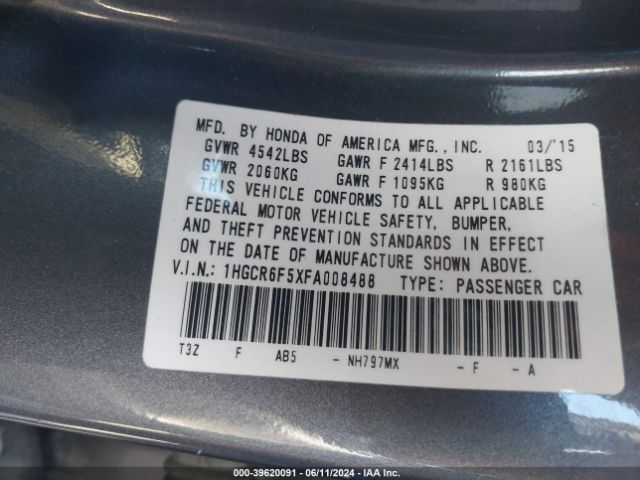 MFD. BY HONDA OF AMERICA MFG., INC. 03/'15
GVWR 4542LBS GAWR F 2414LBS R 2161LBS
GVWR 2060KG GAWR F 1095KG R 980KG
THIS VEHICLE CONFORMS TO ALL APPLICABLE
FEDERAL MOTOR VEHICLE SAFETY, BUMPER,
AND THEFT PREVENTION STANDARDS IN EFFECT
ON THE DATE OF MANUFACTURE SHOWN ABOVE.
V.I.N.: 1HGCR6F5XFA008488 TYPE: PASSENGER CAR
T3Z F AB5 - NH797MX - F - A
000-39620091 - 06/11/2024 - IAA Inc.